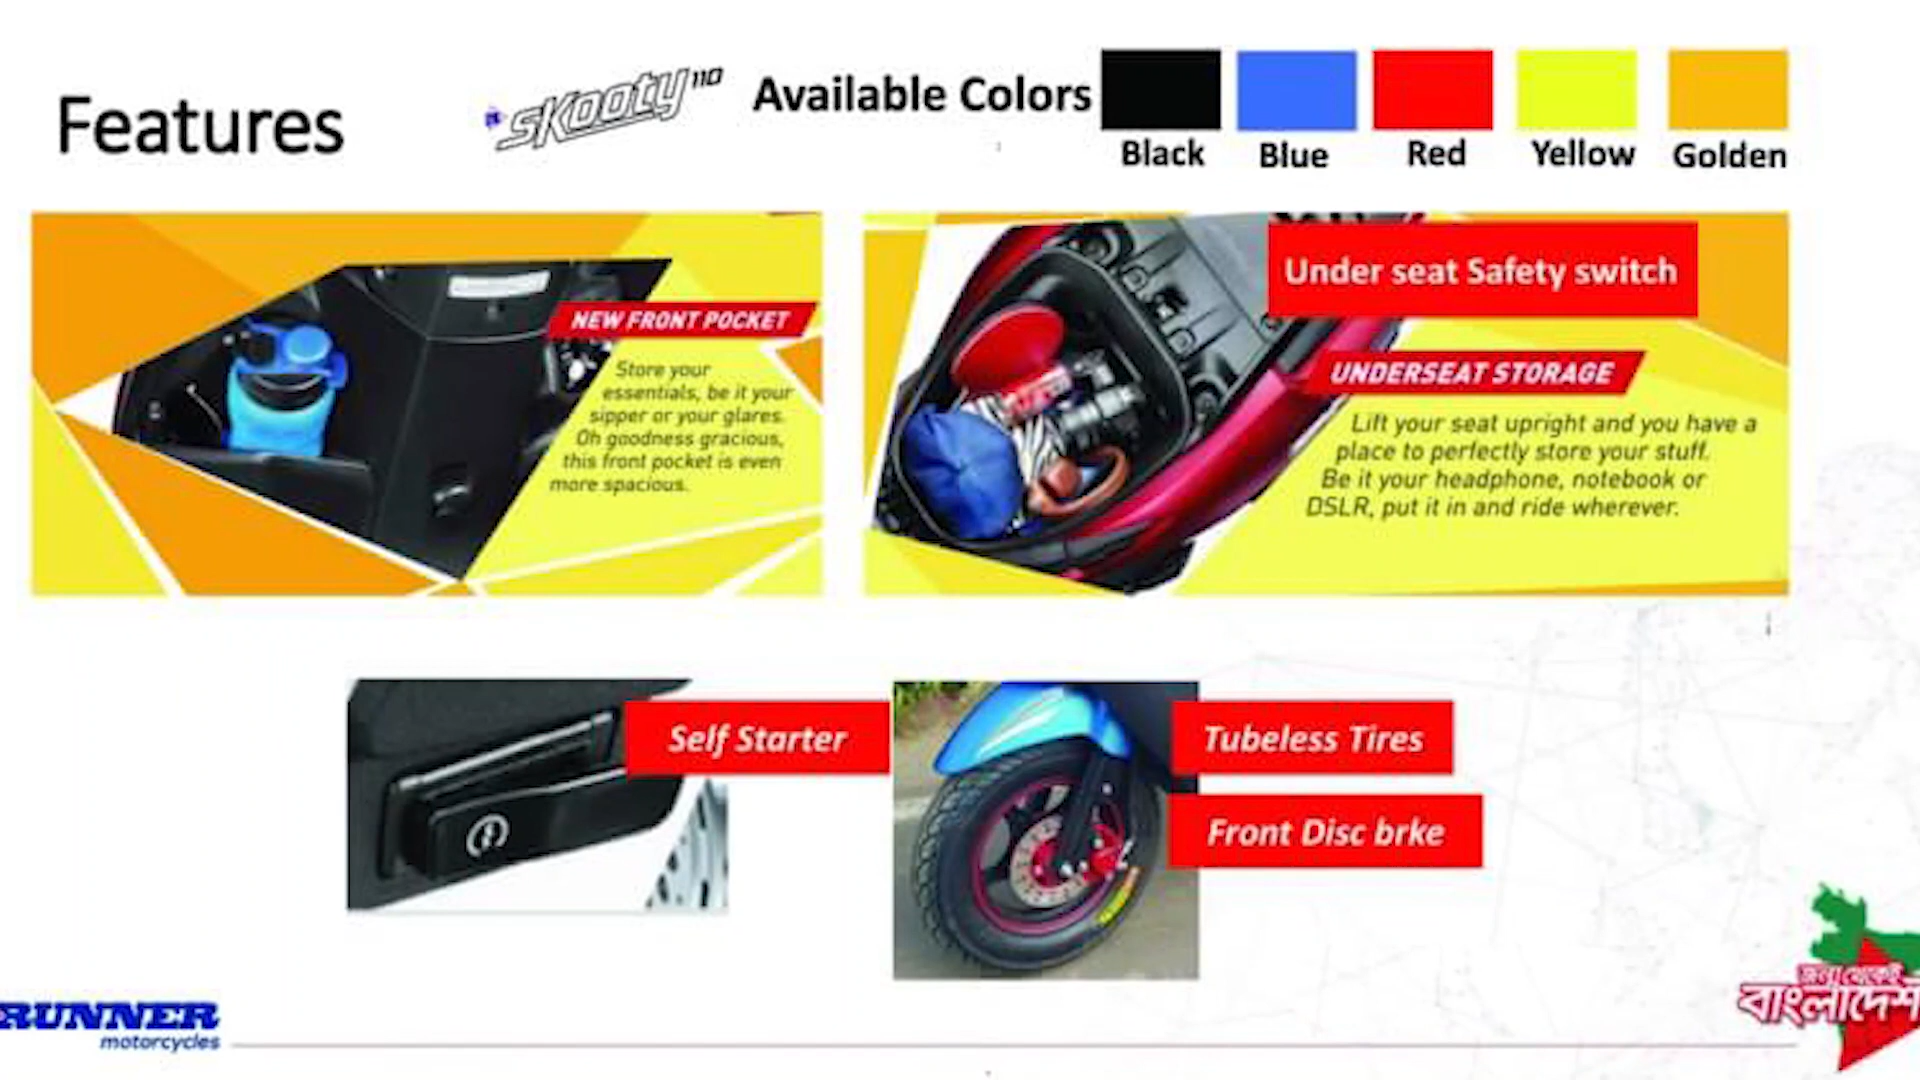 Features
SKooty 110
Available Colors
Black
Blue
Red
Yellow
Golden
NEW FRONT POCKET
Store your
essentials, be it your
sipper or your glares.
Oh goodness gracious,
this front pocket is even
more spacious.
Under seat Safety switch
UNDERSEAT STORAGE
Lift your seat upright and you have a
place to perfectly store your stuff.
Be it your headphone, notebook or
DSLR, put it in and ride wherever.
Self Starter
Tubeless Tires
Front Disc brke
RUNNER
motorcycles
জন্ম থেকেই
বাংলাদেশ